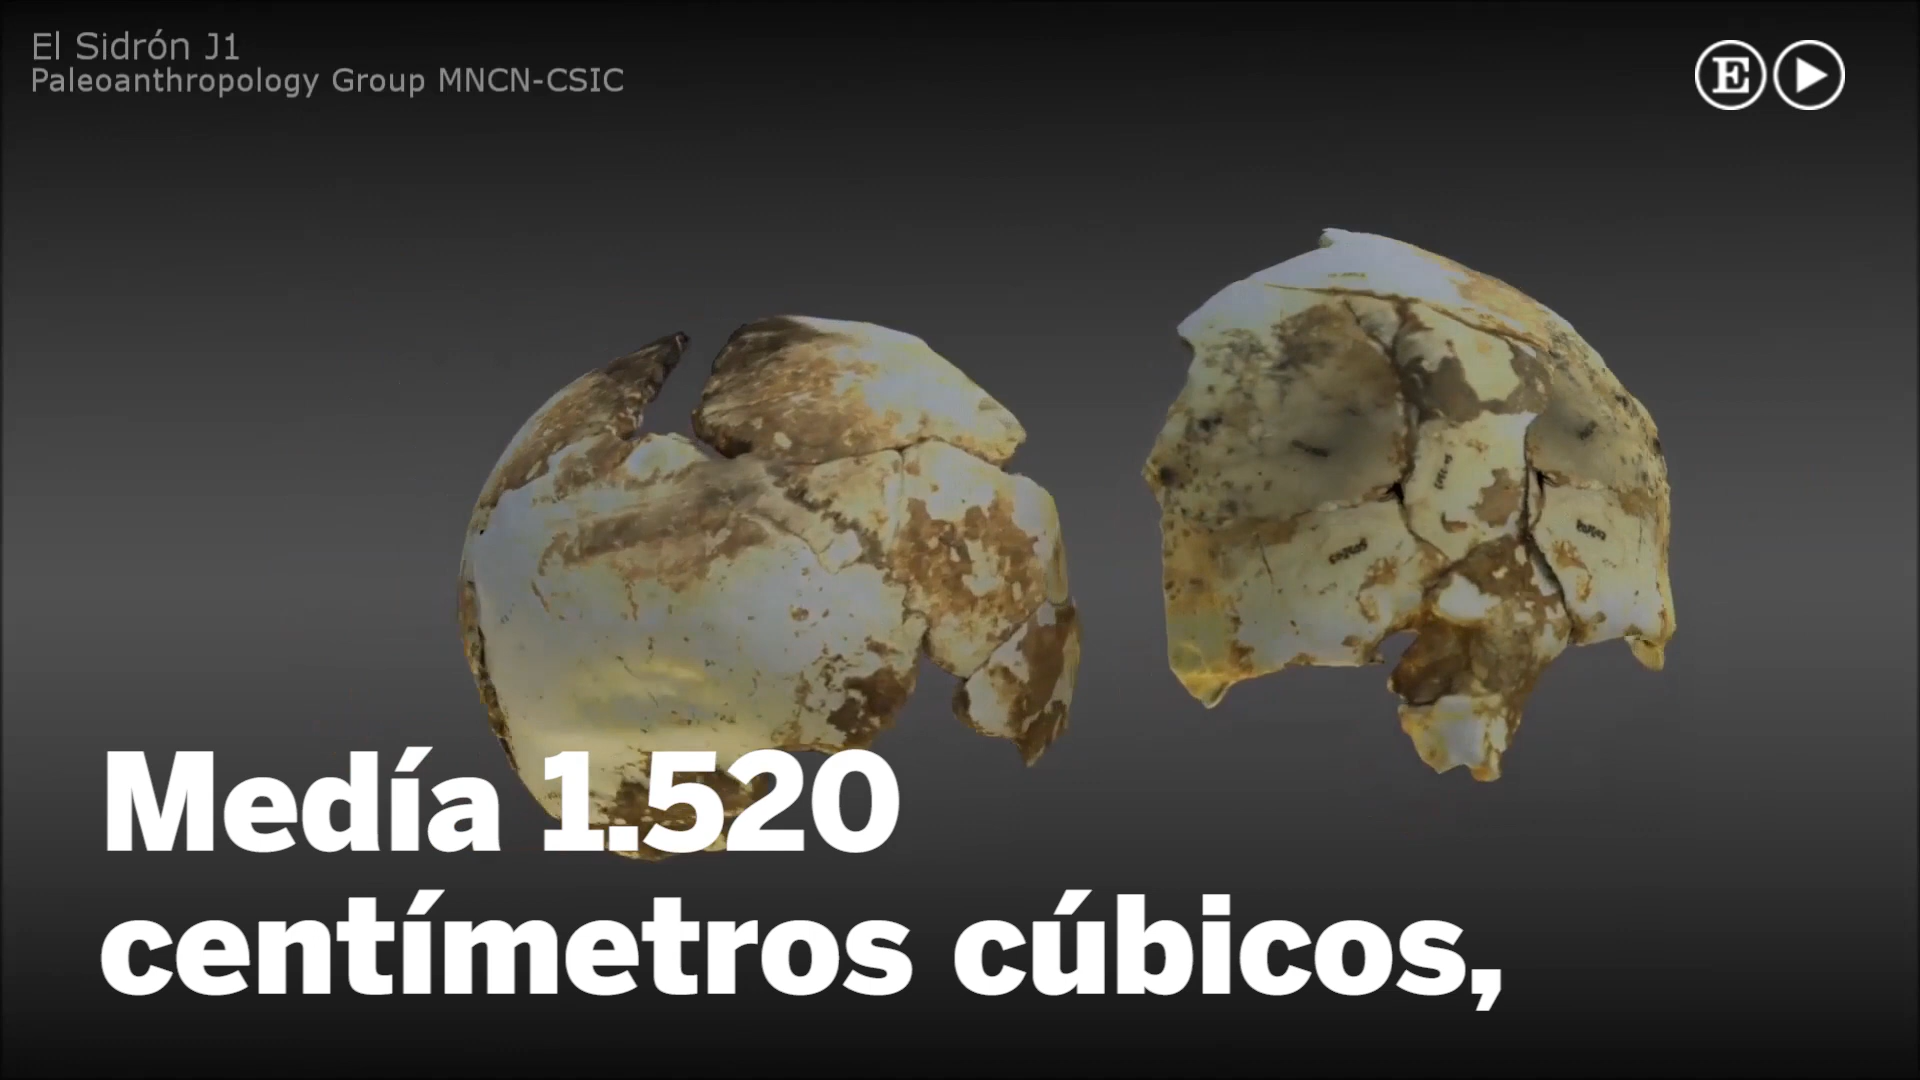 El Sidrón J1
Paleoanthropology Group MNCN-CSIC
E
Medía 1.520
centímetros cúbicos,